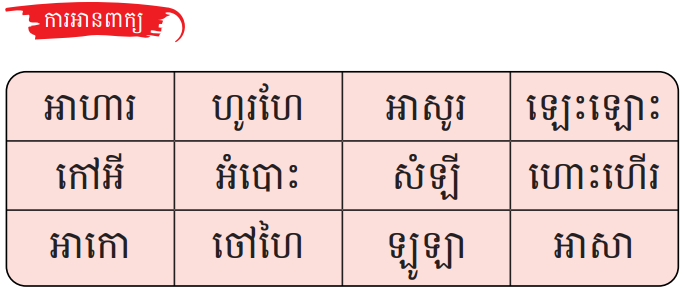 ការអានពាក្យ
អាហារ ហូរហែ អាសូរ ឡេះឡោះ
កៅអី អំបោះ សំឡី ហោះហើរ
អាកោ ចៅហៃ ឡូឡា អាសា